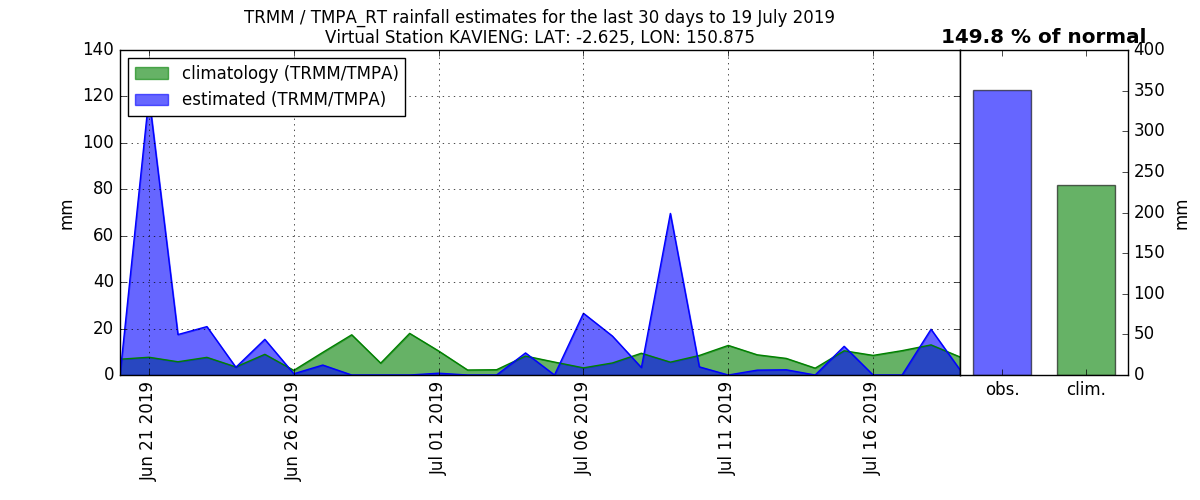 TRMM / TMPA_RT rainfall estimates for the last 30 days to 19 July 2019
Virtual Station KAVIENG: LAT: -2.625, LON: 150.875
149.8 % of normal
climatology (TRMM/TMPA)
estimated (TRMM/TMPA)
140
120
100
80
60
40
20
0
mm
Jun 21 2019
Jun 26 2019
Jul 01 2019
Jul 06 2019
Jul 11 2019
Jul 16 2019
400
350
300
250
200
150
100
50
0
mm
obs.
clim.